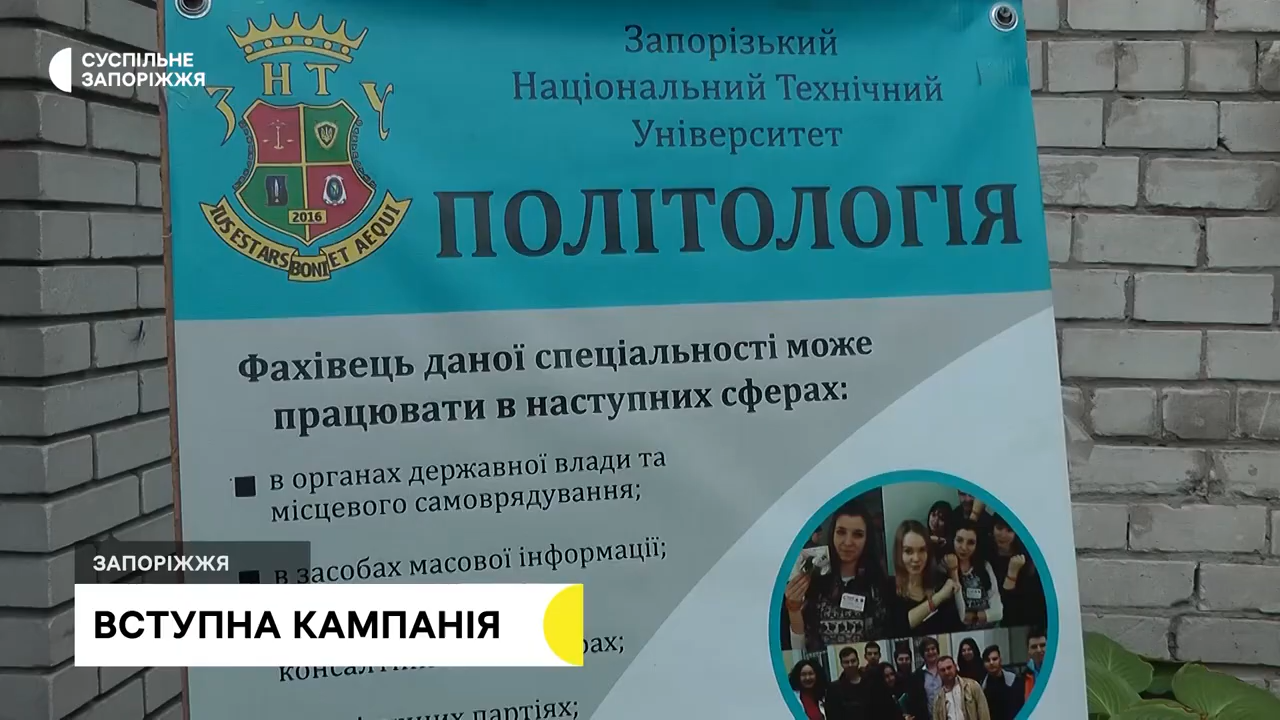 СУСПІЛЬНЕ
ЗАПОРІЖЖЯ
ЗНТУ
2016
IUS EST ARS BONI ET AEQUI
Запорізький
Національний Технічний
Університет
ПОЛІТОЛОГІЯ
Фахівець даної спеціальності може
працювати в наступних сферах:
в органах державної влади та
місцевого самоврядування;
в засобах масової інформації;
партіях;
ЗАПОРІЖЖЯ
ВСТУПНА КАМПАНІЯ